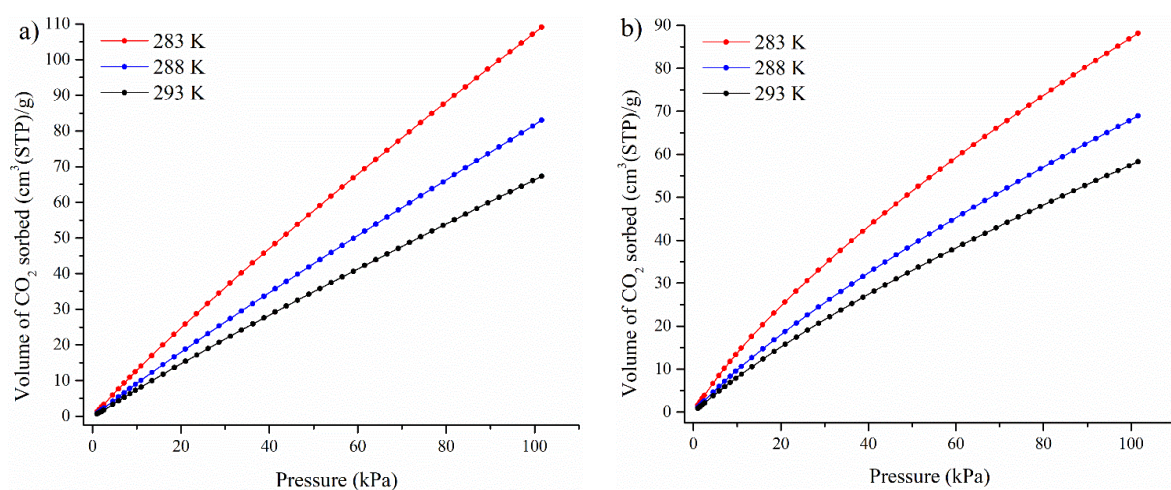 a)
283 K
288 K
293 K
110
100
90
80
70
60
50
40
30
20
10
0
Volume of CO₂ sorbed (cm³(STP)/g)
0 20 40 60 80 100
Pressure (kPa)
b)
283 K
288 K
293 K
90
80
70
60
50
40
30
20
10
0
Volume of CO₂ sorbed (cm³(STP)/g)
0 20 40 60 80 100
Pressure (kPa)